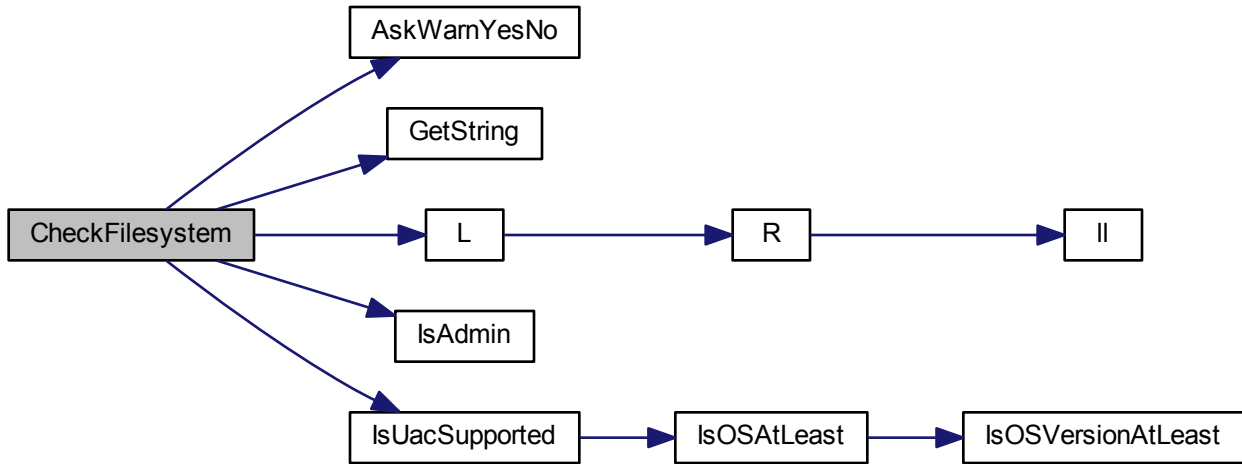 AskWarnYesNo
GetString
CheckFilesystem
L
R
ll
IsAdmin
IsUacSupported
IsOSAtLeast
IsOSVersionAtLeast